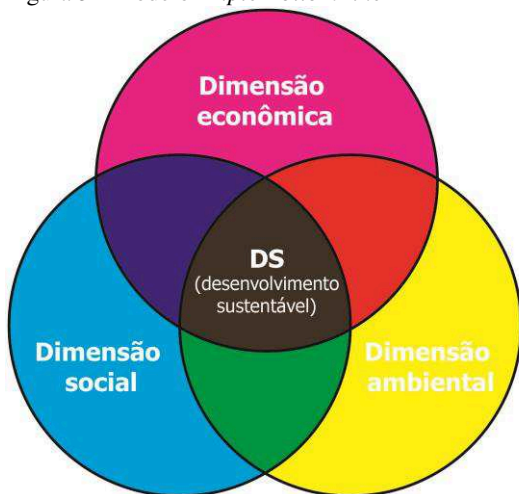 Dimensão
econômica
DS
(desenvolvimento
sustentável)
Dimensão
social
Dimensão
ambiental